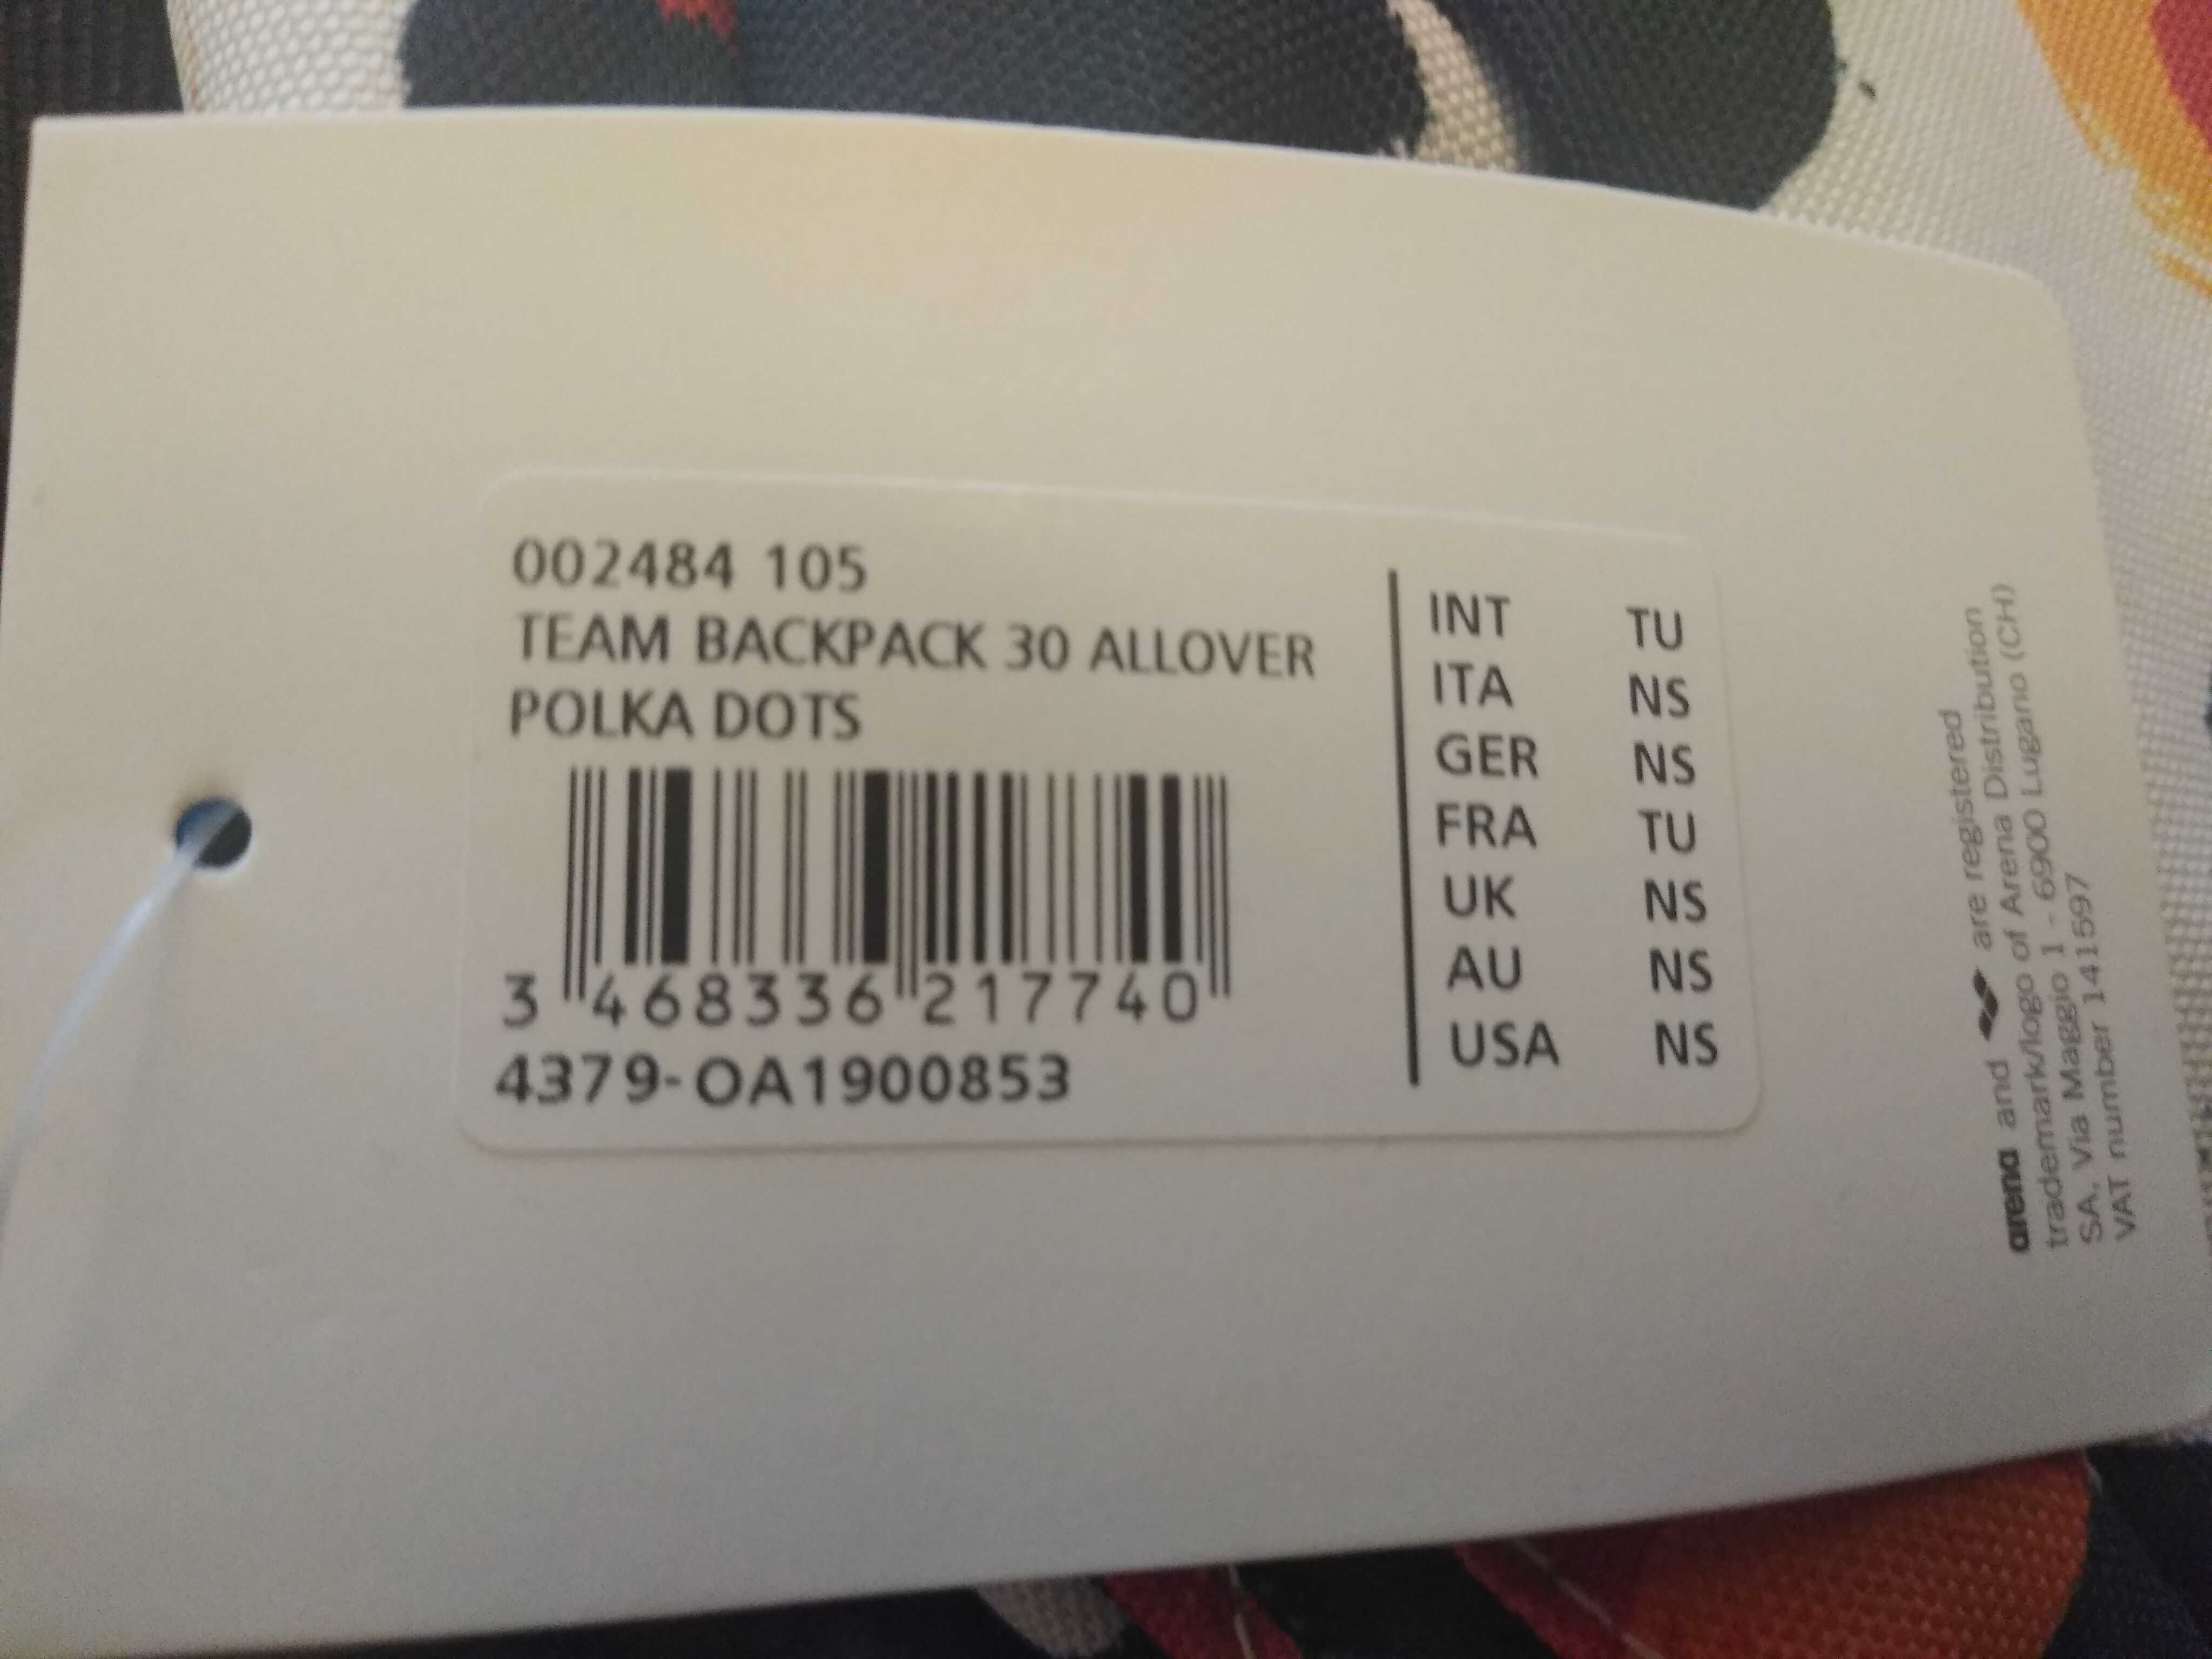 002484 105
TEAM BACKPACK 30 ALLOVER
POLKA DOTS
3 468336 217740
4379-OA1900853
INT TU
ITA NS
GER NS
FRA TU
UK NS
AU NS
USA NS
arena and are registered
trademark/logo of Arena Distribution
SA, Via Maggio 1 - 6900 Lugano (CH)
VAT number 141597